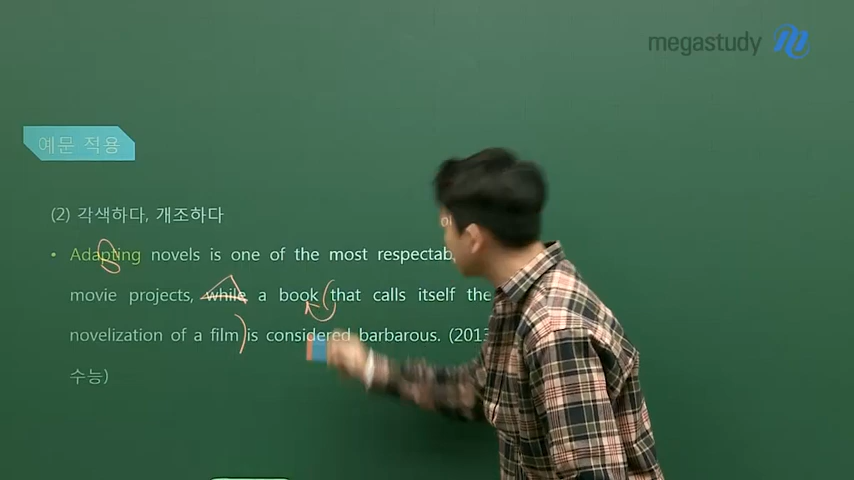 megastudy
예문 적용
(2) 각색하다, 개조하다
• Adapting novels is one of the most
movie projects, while a book that calls itself the
novelization of a film is considered barbarous. (2013
수능)